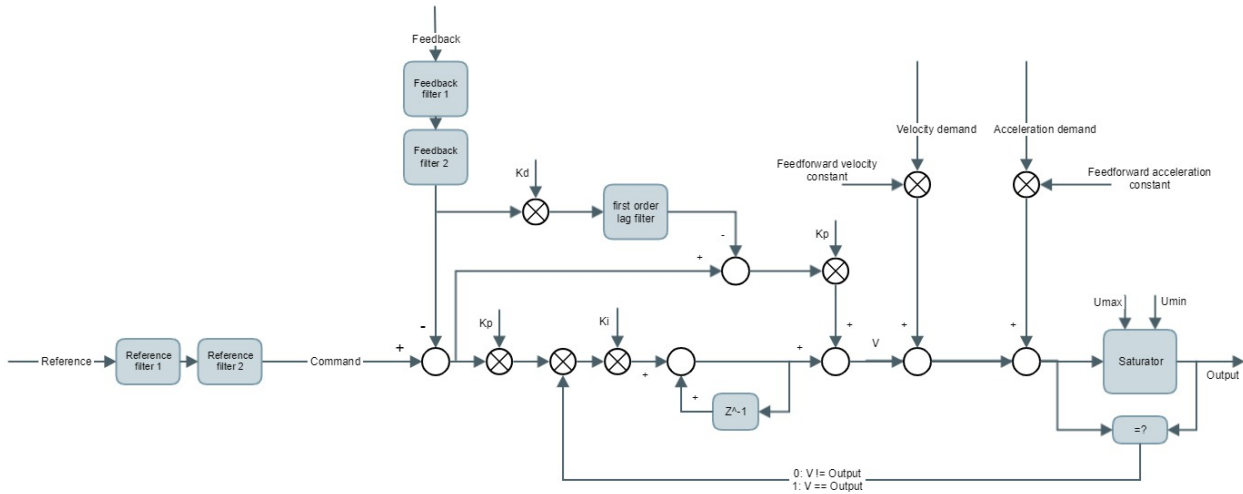 Feedback
Feedback
filter 1
Feedback
filter 2
Velocity demand
Acceleration demand
Feedforward velocity
constant
Feedforward acceleration
constant
Kd
first order
lag filter
-
+
Kp
-
+
Reference
Reference
filter 1
Reference
filter 2
Command
Kp
Ki
+
+
Z^-1
+
+
V
+
+
Umax
Umin
Saturator
Output
=?
0: V != Output
1: V == Output